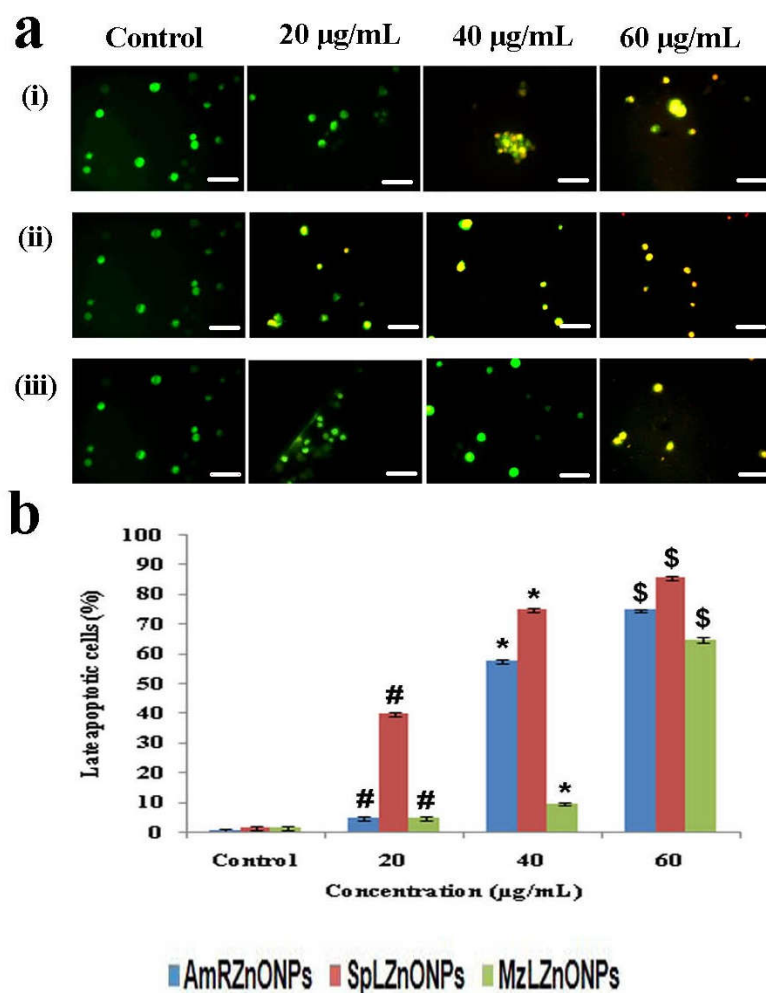 a
Control 20 µg/mL 40 µg/mL 60 µg/mL
(i)
(ii)
(iii)
b
Late apoptotic cells (%)
100
90
80
70
60
50
40
30
20
10
0
# # #
* * *
$ $ $
Control 20 40 60
Concentration (µg/mL)
AmRZnONPs SpLZnONPs MzLZnONPs